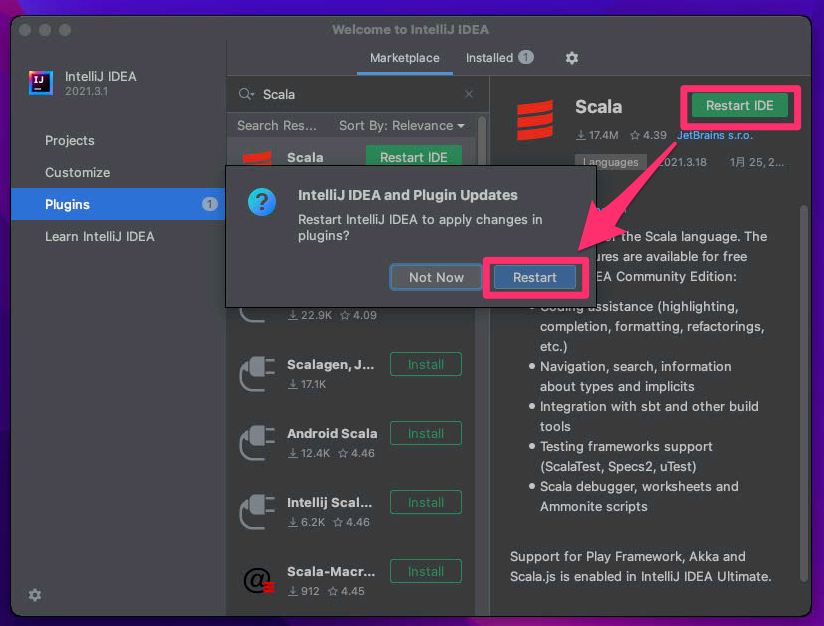 Welcome to IntelliJ IDEA
IJ
IntelliJ IDEA
2021.3.1
Projects
Customize
Plugins 1
Learn IntelliJ IDEA
Marketplace Installed 1
Scala
Search Res... Sort By: Relevance
Scala Restart IDE
22.9K 4.09
Scalagen, J... Install
17.1K
Android Scala Install
12.4K 4.46
Intellij Scal... Install
6.2K 4.46
Scala-Macr... Install
912 4.45
IntelliJ IDEA and Plugin Updates
Restart IntelliJ IDEA to apply changes in
plugins?
Not Now Restart
Scala Restart IDE
17.4M 4.39 JetBrains s.r.o.
Languages 2021.3.18 1月 25, 2...
the Scala language. The
are available for free
Community Edition:
Coding assistance (highlighting,
completion, formatting, refactorings,
etc.)
Navigation, search, information
about types and implicits
Integration with sbt and other build
tools
Testing frameworks support
(ScalaTest, Specs2, uTest)
Scala debugger, worksheets and
Ammonite scripts
Support for Play Framework, Akka and
Scala.js is enabled in IntelliJ IDEA Ultimate.